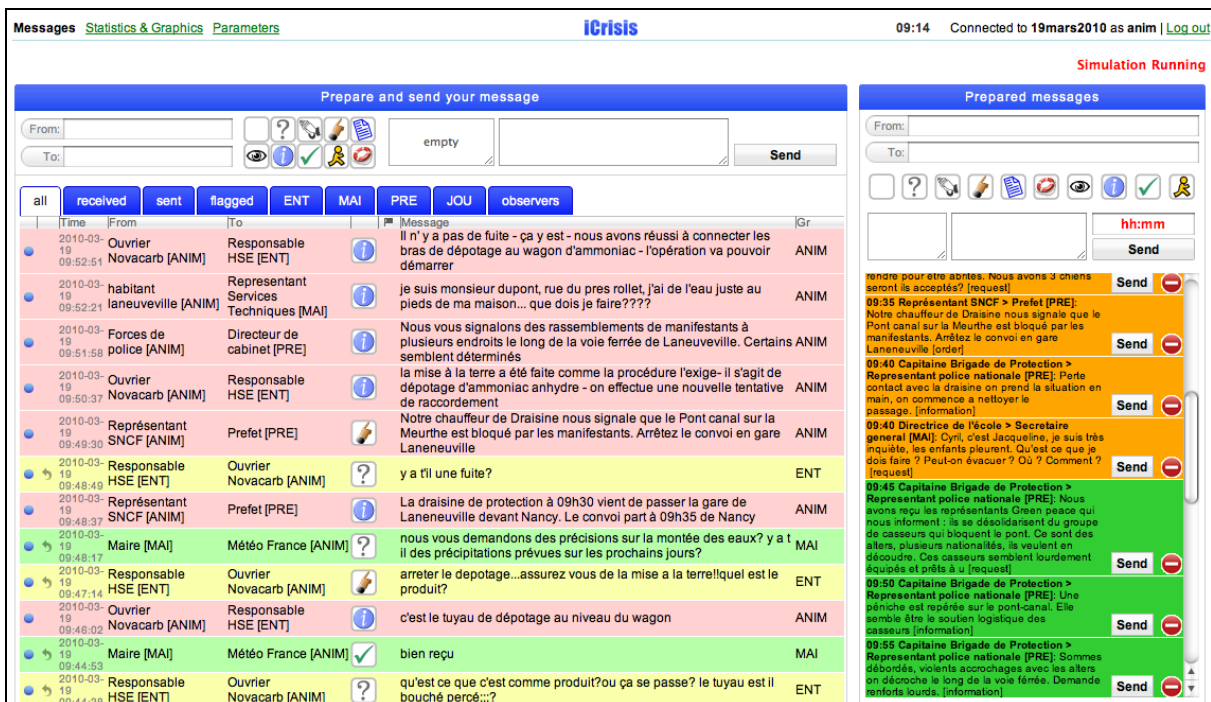 Messages Statistics & Graphics Parameters
iCrisis
09:14 Connected to 19mars2010 as anim | Log out
Simulation Running
Prepare and send your message
From:
To:
?
empty
Send
all received sent flagged ENT MAI PRE JOU observers
Time From To Message Gr
2010-03-19 09:52:51
Ouvrier Novacarb [ANIM]
Responsable HSE [ENT]
Il n' y a pas de fuite - ça y est - nous avons réussi à connecter les
bras de dépotage au wagon d'ammoniac - l'opération va pouvoir
démarrer
ANIM
2010-03-19 09:52:21
habitant laneuveville [ANIM]
Representant Services Techniques [MAI]
je suis monsieur dupont, rue du pres rollet, j'ai de l'eau juste au
pieds de ma maison... que dois je faire????
ANIM
2010-03-19 09:51:58
Forces de police [ANIM]
Directeur de cabinet [PRE]
Nous vous signalons des rassemblements de manifestants à
plusieurs endroits le long de la voie ferrée de Laneuveville. Certains
semblent déterminés
ANIM
2010-03-19 09:50:37
Ouvrier Novacarb [ANIM]
Responsable HSE [ENT]
la mise à la terre a été faite comme la procédure l'exige- il s'agit de
dépotage d'ammoniac anhydre - on effectue une nouvelle tentative
de raccordement
ANIM
2010-03-19 09:49:30
Représentant SNCF [ANIM]
Prefet [PRE]
Notre chauffeur de Draisine nous signale que le Pont canal sur la
Meurthe est bloqué par les manifestants. Arrêtez le convoi en gare
Laneneuville
ANIM
2010-03-19 09:48:49
Responsable HSE [ENT]
Ouvrier Novacarb [ANIM]
?
y a t'il une fuite?
ENT
2010-03-19 09:48:37
Représentant SNCF [ANIM]
Prefet [PRE]
La draisine de protection à 09h30 vient de passer la gare de
Laneneuville devant Nancy. Le convoi part à 09h35 de Nancy
ANIM
2010-03-19 09:48:17
Maire [MAI]
Météo France [ANIM]
?
nous vous demandons des précisions sur la montée des eaux? y a t
il des précipitations prévues sur les prochains jours?
MAI
2010-03-19 09:47:14
Responsable HSE [ENT]
Ouvrier Novacarb [ANIM]
arreter le depotage...assurez vous de la mise a la terre!!quel est le
produit?
ENT
2010-03-19 09:46:02
Ouvrier Novacarb [ANIM]
Responsable HSE [ENT]
c'est le tuyau de dépotage au niveau du wagon
ANIM
2010-03-19 09:44:53
Maire [MAI]
Météo France [ANIM]
bien reçu
MAI
2010-03-19
Responsable HSE [ENT]
Ouvrier Novacarb [ANIM]
?
qu'est ce que c'est comme produit?ou ça se passe? le tuyau est il
bouché percé;;;?
ENT
Prepared messages
From:
To:
?
hh:mm
Send
rendre pour etre abrites. Nous avons 3 chiens
seront ils acceptés? [request]
Send
09:35 Représentant SNCF > Prefet [PRE]:
Notre chauffeur de Draisine nous signale que le
Pont canal sur la Meurthe est bloqué par les
manifestants. Arrêtez le convoi en gare
Laneneuville [order]
Send
09:40 Capitaine Brigade de Protection >
Representant police nationale [PRE]: Perte
contact avec la draisine on prend la situation en
main, on commence a nettoyer le
passage. [information]
Send
09:40 Directrice de l'école > Secretaire
general [MAI]: Cyril, c'est Jacqueline, je suis très
inquiète, les enfants pleurent. Qu'est ce que je
dois faire ? Peut-on évacuer ? Où ? Comment ?
[request]
Send
09:45 Capitaine Brigade de Protection >
Representant police nationale [PRE]: Nous
avons reçu les représentants Green peace qui
nous informent : ils se désolidarisent du groupe
de casseurs qui bloquent le pont. Ce sont des
alters, plusieurs nationalités, ils veulent en
découdre. Ces casseurs semblent lourdement
équipés et prêts à u [request]
Send
09:50 Capitaine Brigade de Protection >
Representant police nationale [PRE]: Une
péniche est repérée sur le pont-canal. Elle
semble être le soutien logistique des
casseurs [information]
Send
09:55 Capitaine Brigade de Protection >
Representant police nationale [PRE]: Sommes
débordés, violents accrochages avec les alters
on décroche le long de la voie férrée. Demande
renforts lourds. [information]
Send